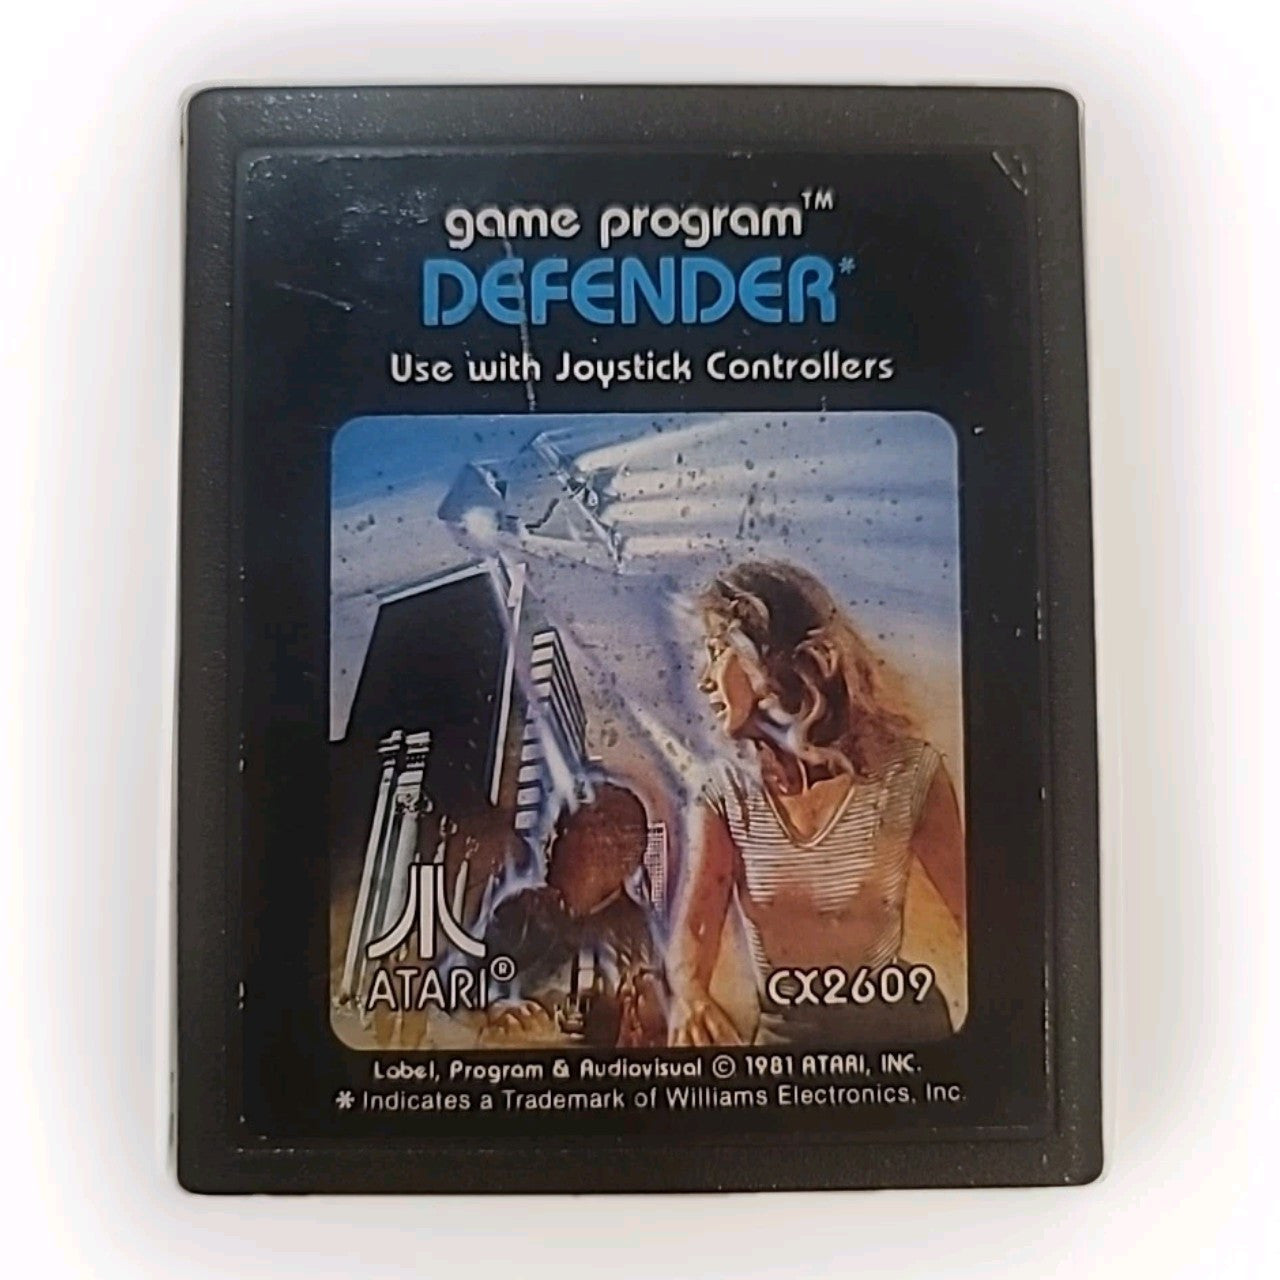 game program™
DEFENDER*
Use with Joystick Controllers
ATARI®
CX2609
Label, Program & Audiovisual © 1981 ATARI, INC.
* Indicates a Trademark of Williams Electronics, Inc.